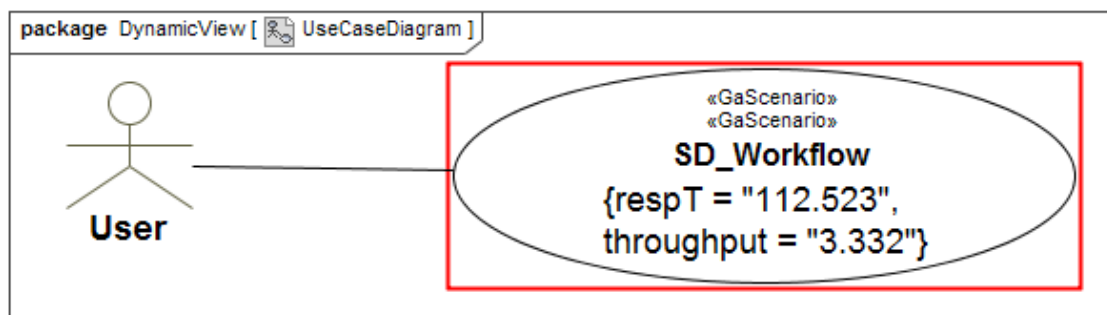 package DynamicView [ UseCaseDiagram ]
«GaScenario»
«GaScenario»
SD_Workflow
{respT = "112.523",
throughput = "3.332"}
User